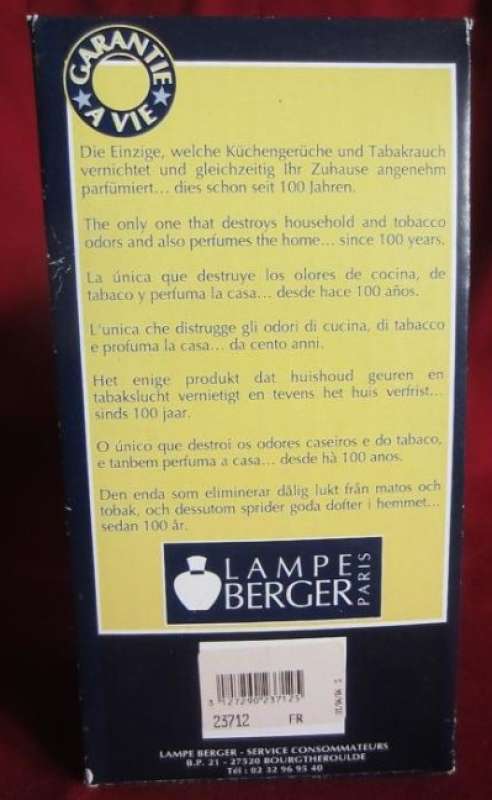 GARANTIE
A VIE
Die Einzige, welche Küchengerüche und Tabakrauch
vernichtet und gleichzeitig Ihr Zuhause angenehm
parfümiert... dies schon seit 100 Jahren.
The only one that destroys household and tobacco
odors and also perfumes the home... since 100 years.
La única que destruye los olores de cocina, de
tabaco y perfuma la casa... desde hace 100 años.
L'unica che distrugge gli odori di cucina, di tabacco
e profuma la casa... da cento anni.
Het enige produkt dat huishoud geuren en
tabakslucht vernietigt en tevens het huis verfrist...
sinds 100 jaar.
O único que destroi os odores caseiros e do tabaco,
e tanbem perfuma a casa... desde hà 100 anos.
Den enda som eliminerar dålig lukt från matos och
tobak, och dessutom sprider goda dofter i hemmet...
sedan 100 år.
LAMPE
BERGER
PARIS
3 127290 237125
23712 FR
LAMPE BERGER - SERVICE CONSOMMATEURS
B.P. 21 - 27520 BOURGTHEROULDE
Tél : 02 32 96 95 40